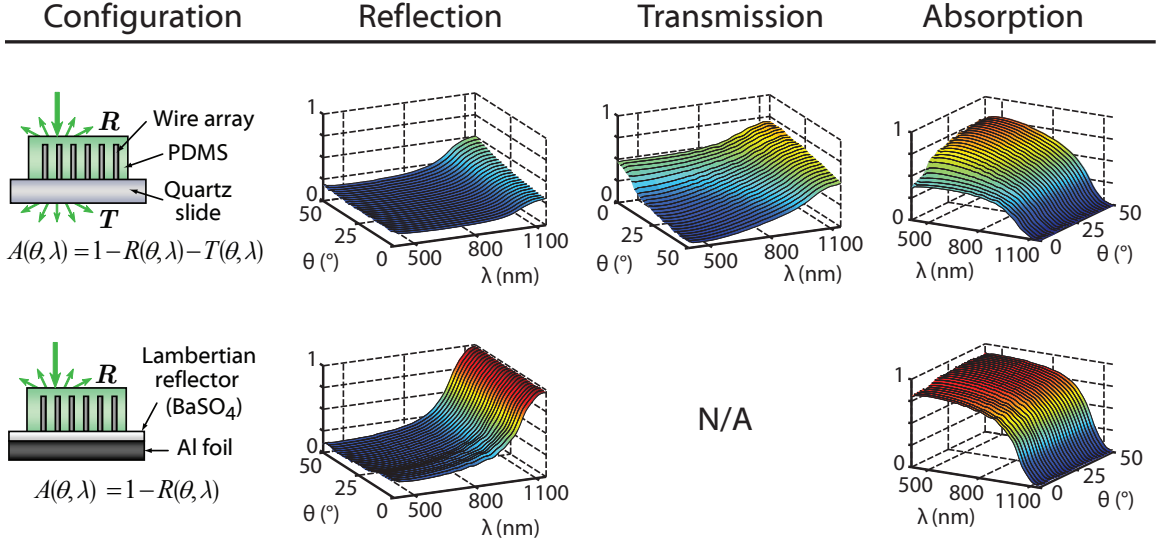 Configuration Reflection Transmission Absorption
R
Wire array
PDMS
Quartz
slide
T
A(θ,λ) = 1−R(θ,λ)−T(θ,λ)
1
0
50
25
0
θ (°)
500
800
1100
λ (nm)
1
0
0
25
50
θ (°)
500
800
1100
λ (nm)
1
0
500
800
1100
λ (nm)
0
25
50
θ (°)
R
Lambertian
reflector
(BaSO4)
Al foil
A(θ,λ) = 1−R(θ,λ)
1
0
50
25
0
θ (°)
500
800
1100
λ (nm)
N/A
1
0
500
800
1100
λ (nm)
0
25
50
θ (°)